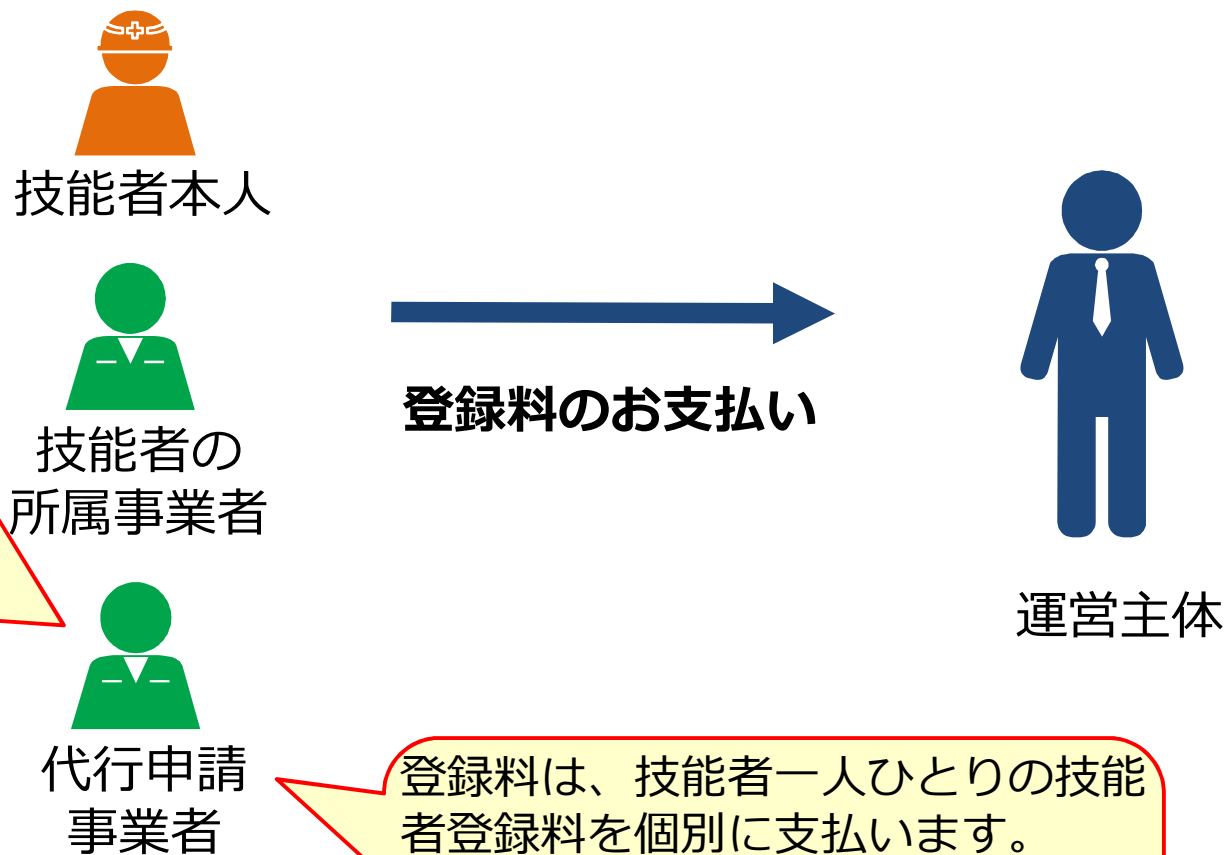 技能者本人
技能者の
所属事業者
登録料のお支払い
運営主体
代行申請
事業者
登録料は、技能者一人ひとりの技能
者登録料を個別に支払います。